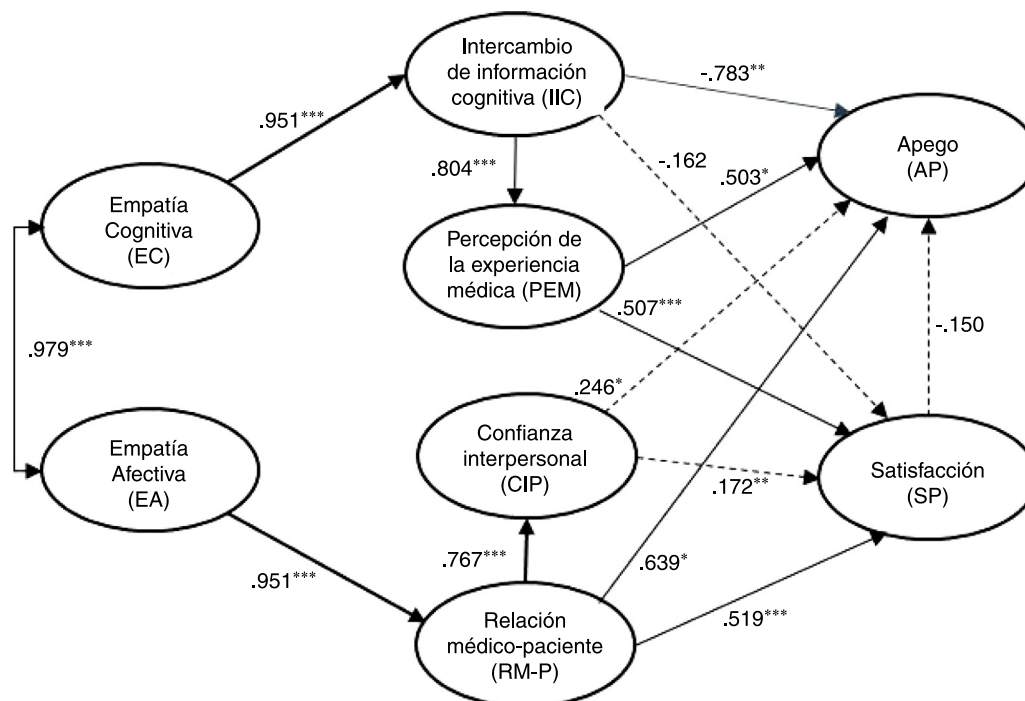 Intercambio
de información
cognitiva (IIC)
-.783**
.951***
Apego
(AP)
.804***
-.162
.503*
Empatía
Cognitiva
(EC)
Percepción de
la experiencia
médica (PEM)
.507***
-.150
.979***
.246*
Empatía
Afectiva
(EA)
Confianza
interpersonal
(CIP)
Satisfacción
(SP)
.172**
.767***
.639*
.951***
.519***
Relación
médico-paciente
(RM-P)